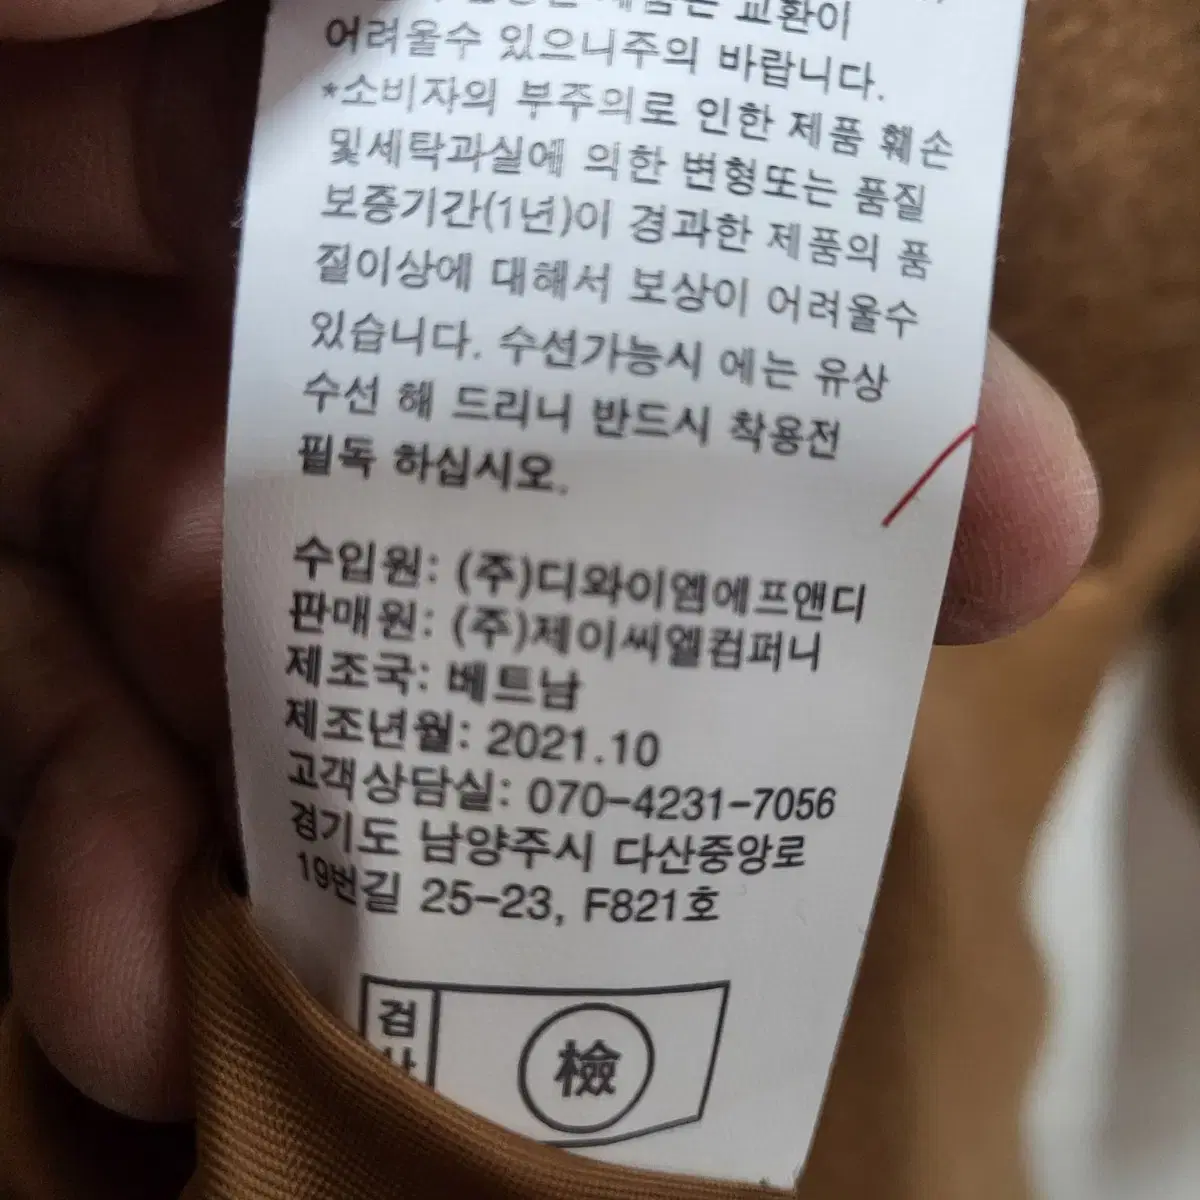 제품은 교환이
어려울수 있으니주의 바랍니다.
*소비자의 부주의로 인한 제품 훼손
및세탁과실에 의한 변형또는 품질
보증기간(1년)이 경과한 제품의 품
질이상에 대해서 보상이 어려울수
있습니다. 수선가능시 에는 유상
수선 해 드리니 반드시 착용전
필독 하십시오.
수입원: (주)디와이엠에프앤디
판매원: (주)제이씨엘컴퍼니
제조국: 베트남
제조년월: 2021.10
고객상담실: 070-4231-7056
경기도 남양주시 다산중앙로
19번길 25-23, F821호
검사
檢